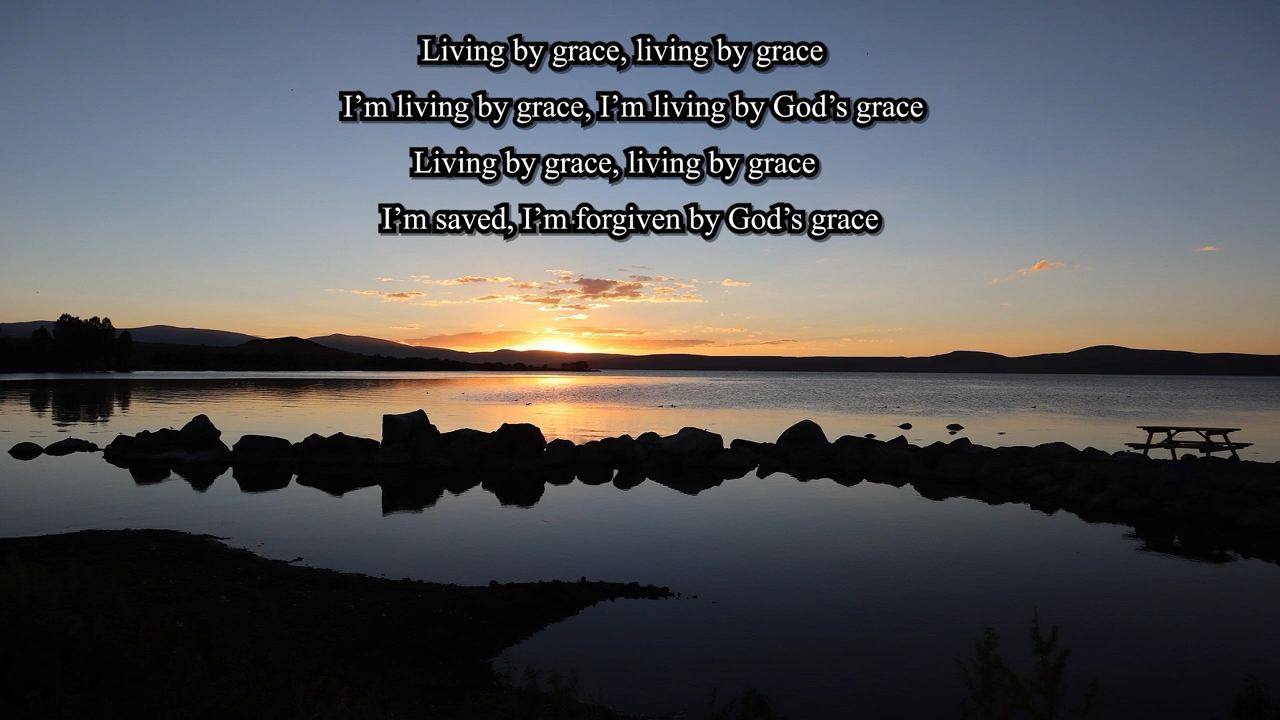 Living by grace, living by grace
I’m living by grace, I’m living by God’s grace
Living by grace, living by grace
I’m saved, I’m forgiven by God’s grace